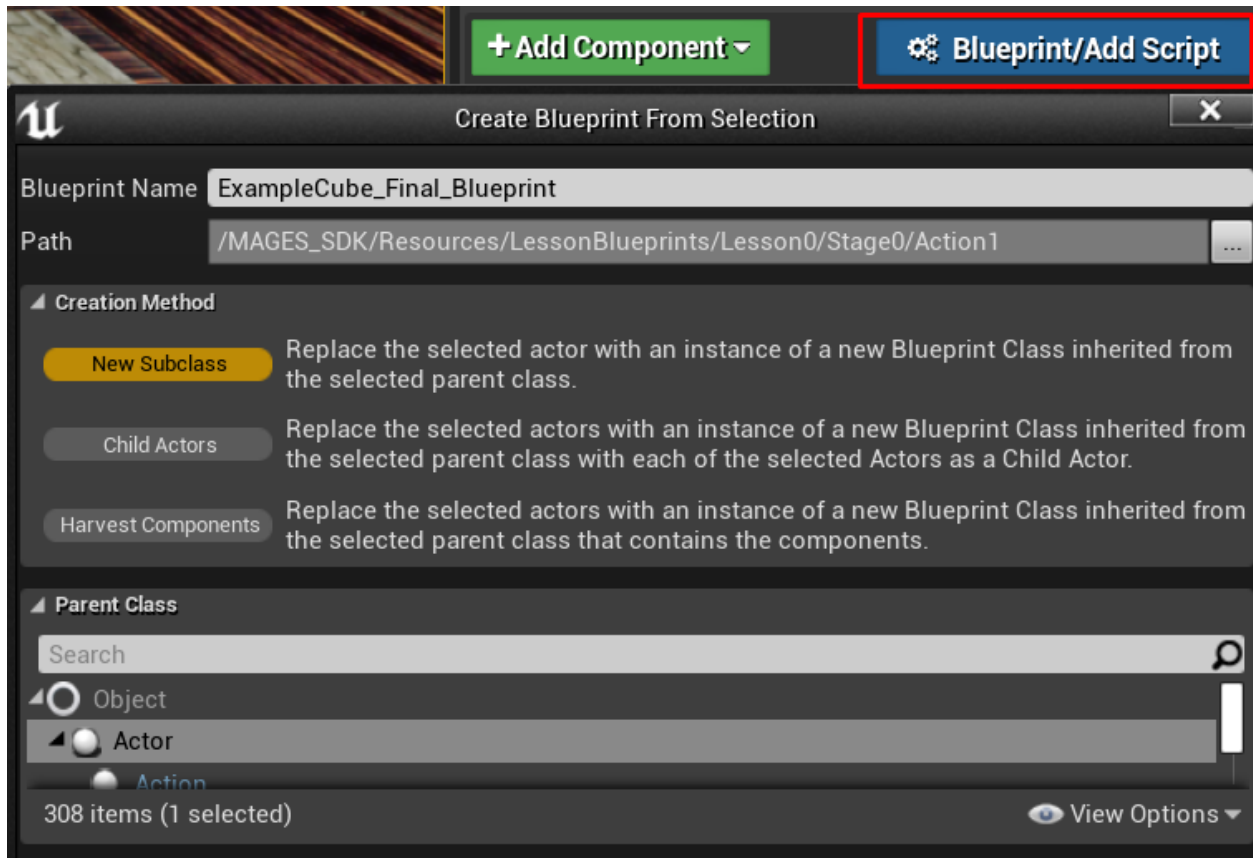 +Add Component
Blueprint/Add Script
Create Blueprint From Selection
Blueprint Name ExampleCube_Final_Blueprint
Path /MAGES_SDK/Resources/LessonBlueprints/Lesson0/Stage0/Action1 ...
Creation Method
New Subclass Replace the selected actor with an instance of a new Blueprint Class inherited from
the selected parent class.
Child Actors Replace the selected actors with an instance of a new Blueprint Class inherited from
the selected parent class with each of the selected Actors as a Child Actor.
Harvest Components Replace the selected actors with an instance of a new Blueprint Class inherited from
the selected parent class that contains the components.
Parent Class
Search
Object
Actor
Action
308 items (1 selected) View Options